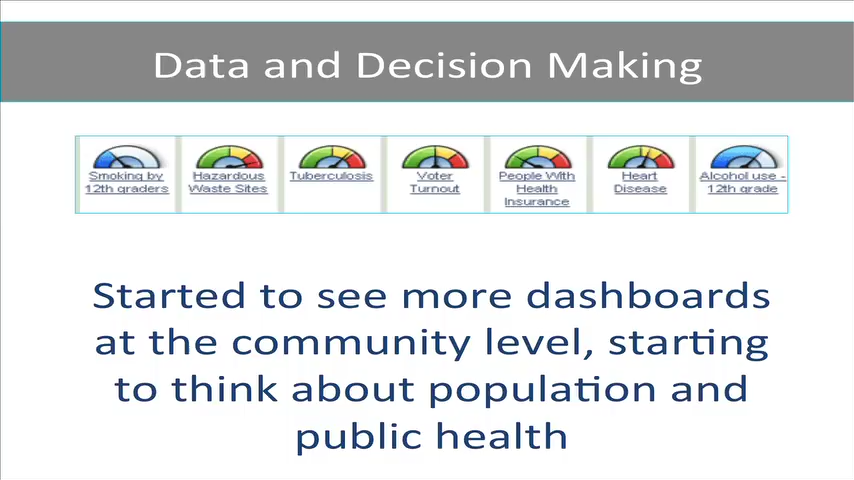 Data and Decision Making
Smoking by
12th graders
Hazardous
Waste Sites
Tuberculosis
Voter
Turnout
People With
Health
Insurance
Heart
Disease
Alcohol use -
12th grade
Started to see more dashboards
at the community level, starting
to think about population and
public health